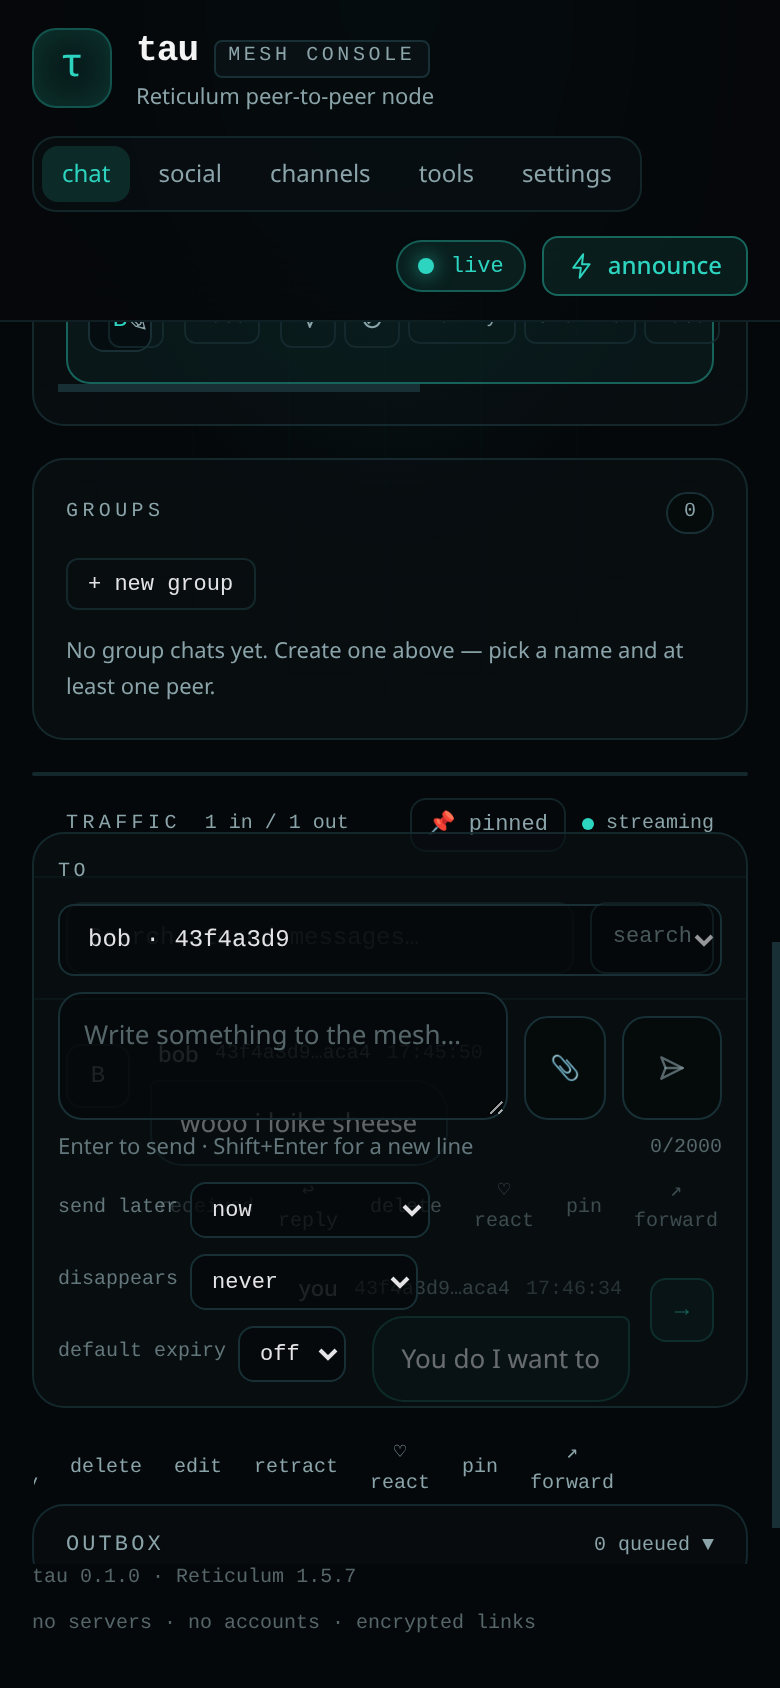 τ
tau MESH CONSOLE
Reticulum peer-to-peer node
chat social channels tools settings
live announce
GROUPS 0
+ new group
No group chats yet. Create one above — pick a name and at
least one peer.
TRAFFIC 1 in / 1 out 📌 pinned streaming
TO
bob · 43f4a3d9 messages… search
Write something to the mesh…
bob 43f4a3d9…aca4 17:45:50
B
wooo i loike sheese
Enter to send · Shift+Enter for a new line 0/2000
send later now
↩ reply delete ♡ react pin ↗ forward
disappears never
you 43f4a3d9…aca4 17:46:34
→
default expiry off
You do I want to
delete edit retract ♡ react pin ↗ forward
OUTBOX 0 queued ▼
tau 0.1.0 · Reticulum 1.5.7
no servers · no accounts · encrypted links